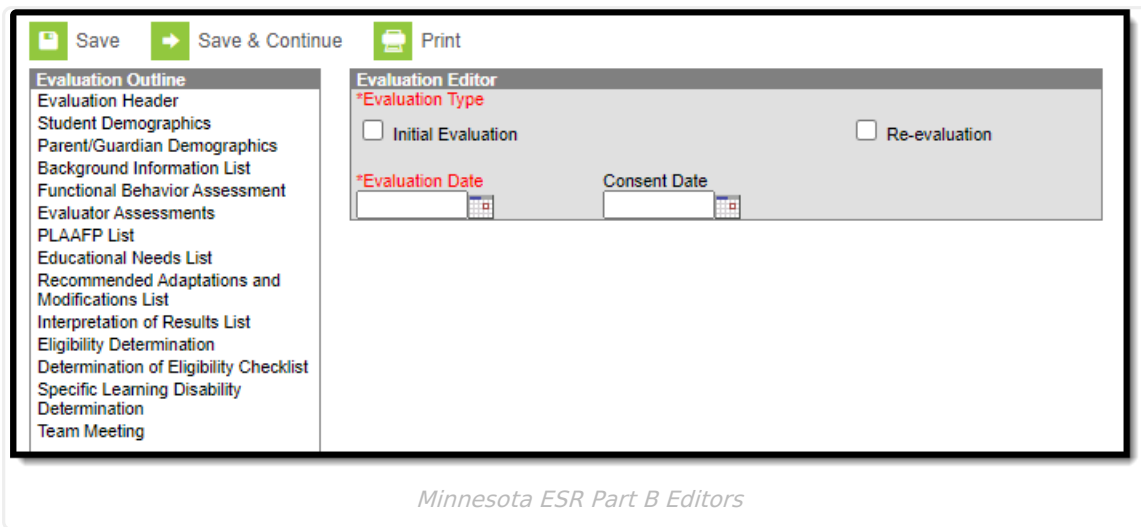 Save Save & Continue Print
Evaluation Outline
Evaluation Header
Student Demographics
Parent/Guardian Demographics
Background Information List
Functional Behavior Assessment
Evaluator Assessments
PLAAFP List
Educational Needs List
Recommended Adaptations and
Modifications List
Interpretation of Results List
Eligibility Determination
Determination of Eligibility Checklist
Specific Learning Disability
Determination
Team Meeting
Evaluation Editor
*Evaluation Type
Initial Evaluation Re-evaluation
*Evaluation Date Consent Date
Minnesota ESR Part B Editors